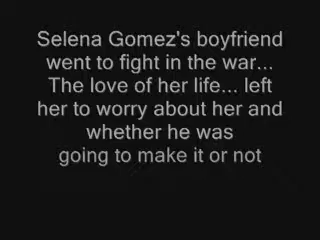 Selena Gomez's boyfriend
went to fight in the war...
The love of her life... left
her to worry about her and
whether he was
going to make it or not